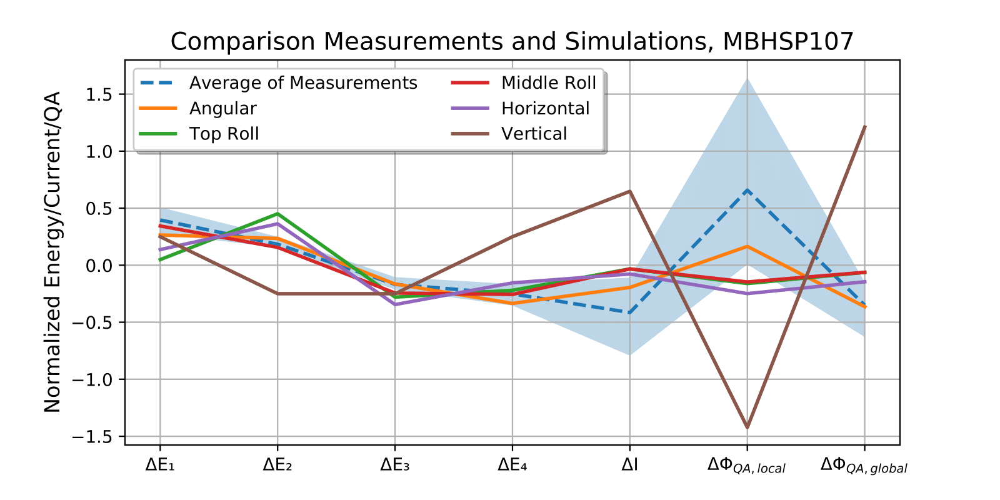 Comparison Measurements and Simulations, MBHSP107
Normalized Energy/Current/QA
1.5
1.0
0.5
0.0
−0.5
−1.0
−1.5
Average of Measurements
Angular
Top Roll
Middle Roll
Horizontal
Vertical
ΔE₁ ΔE₂ ΔE₃ ΔE₄ ΔI ΔΦ_QA,local ΔΦ_QA,global